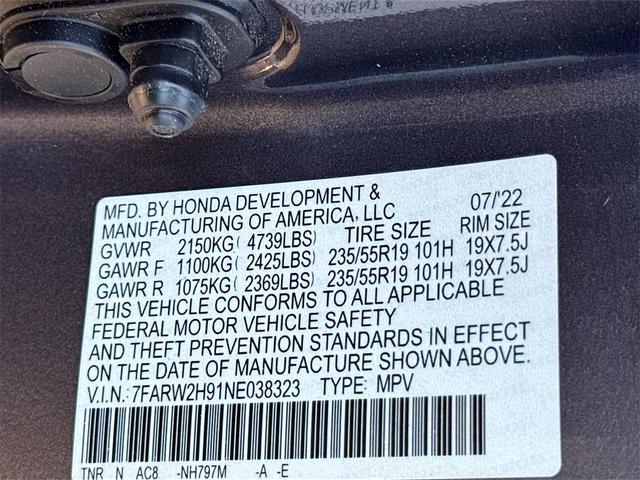 MFD. BY HONDA DEVELOPMENT & 07/'22
MANUFACTURING OF AMERICA, LLC
TIRE SIZE RIM SIZE
GVWR 2150KG( 4739LBS)
GAWR F 1100KG ( 2425LBS) 235/55R19 101H 19X7.5J
GAWR R 1075KG ( 2369LBS) 235/55R19 101H 19X7.5J
THIS VEHICLE CONFORMS TO ALL APPLICABLE
FEDERAL MOTOR VEHICLE SAFETY
AND THEFT PREVENTION STANDARDS IN EFFECT
ON THE DATE OF MANUFACTURE SHOWN ABOVE.
V.I.N.: 7FARW2H91NE038323 TYPE: MPV
TNR N AC8 -NH797M -A -E